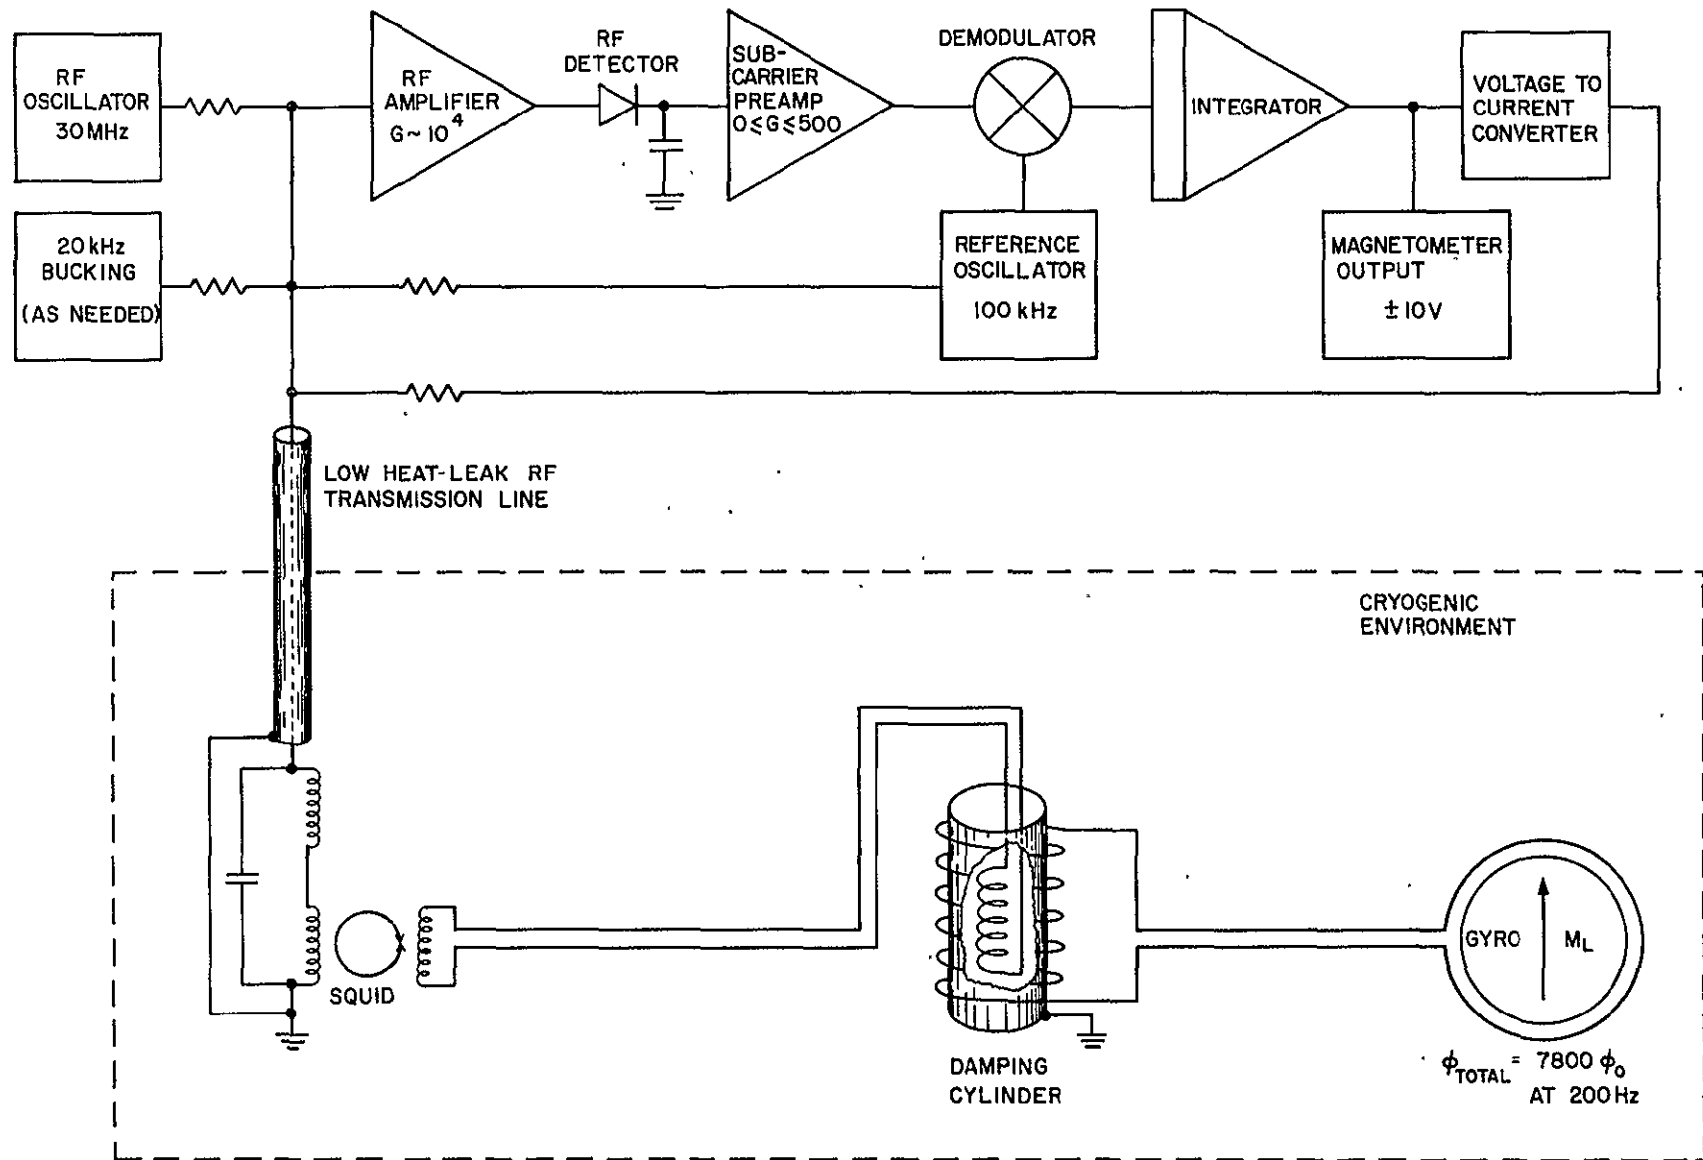 RF
OSCILLATOR
30 MHz
RF
AMPLIFIER
G~10⁴
RF
DETECTOR
SUB-
CARRIER
PREAMP
0≤G≤500
DEMODULATOR
INTEGRATOR
VOLTAGE TO
CURRENT
CONVERTER
20 kHz
BUCKING
(AS NEEDED)
REFERENCE
OSCILLATOR
100 kHz
MAGNETOMETER
OUTPUT
±10V
LOW HEAT-LEAK RF
TRANSMISSION LINE
CRYOGENIC
ENVIRONMENT
SQUID
GYRO M_L
DAMPING
CYLINDER
ϕ_TOTAL = 7800 ϕ₀
AT 200 Hz